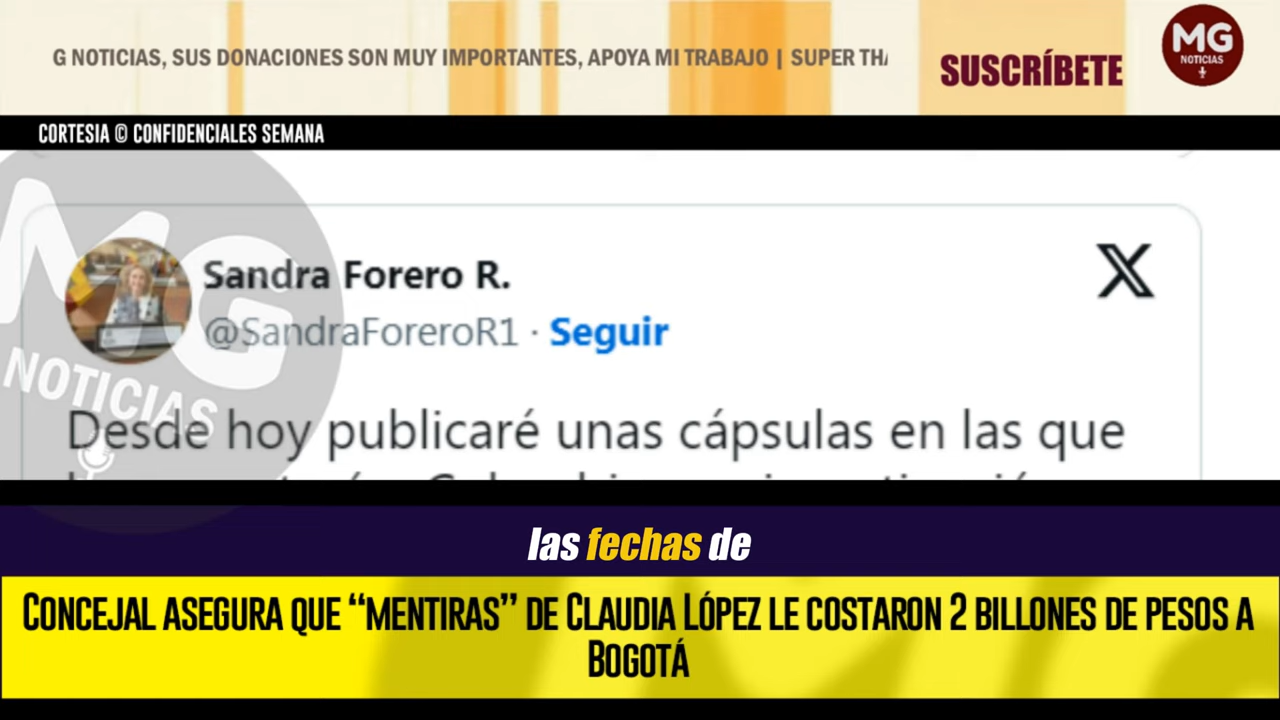 G NOTICIAS, SUS DONACIONES SON MUY IMPORTANTES, APOYA MI TRABAJO | SUPER
SUSCRÍBETE
MG
NOTICIAS
CORTESIA © CONFIDENCIALES SEMANA
MG
NOTICIAS
Sandra Forero R.
@SandraForeroR1 · Seguir
Desde hoy publicaré unas cápsulas en las que
las fechas de
CONCEJAL ASEGURA QUE “MENTIRAS” DE CLAUDIA LÓPEZ LE COSTARON 2 BILLONES DE PESOS A
BOGOTÁ